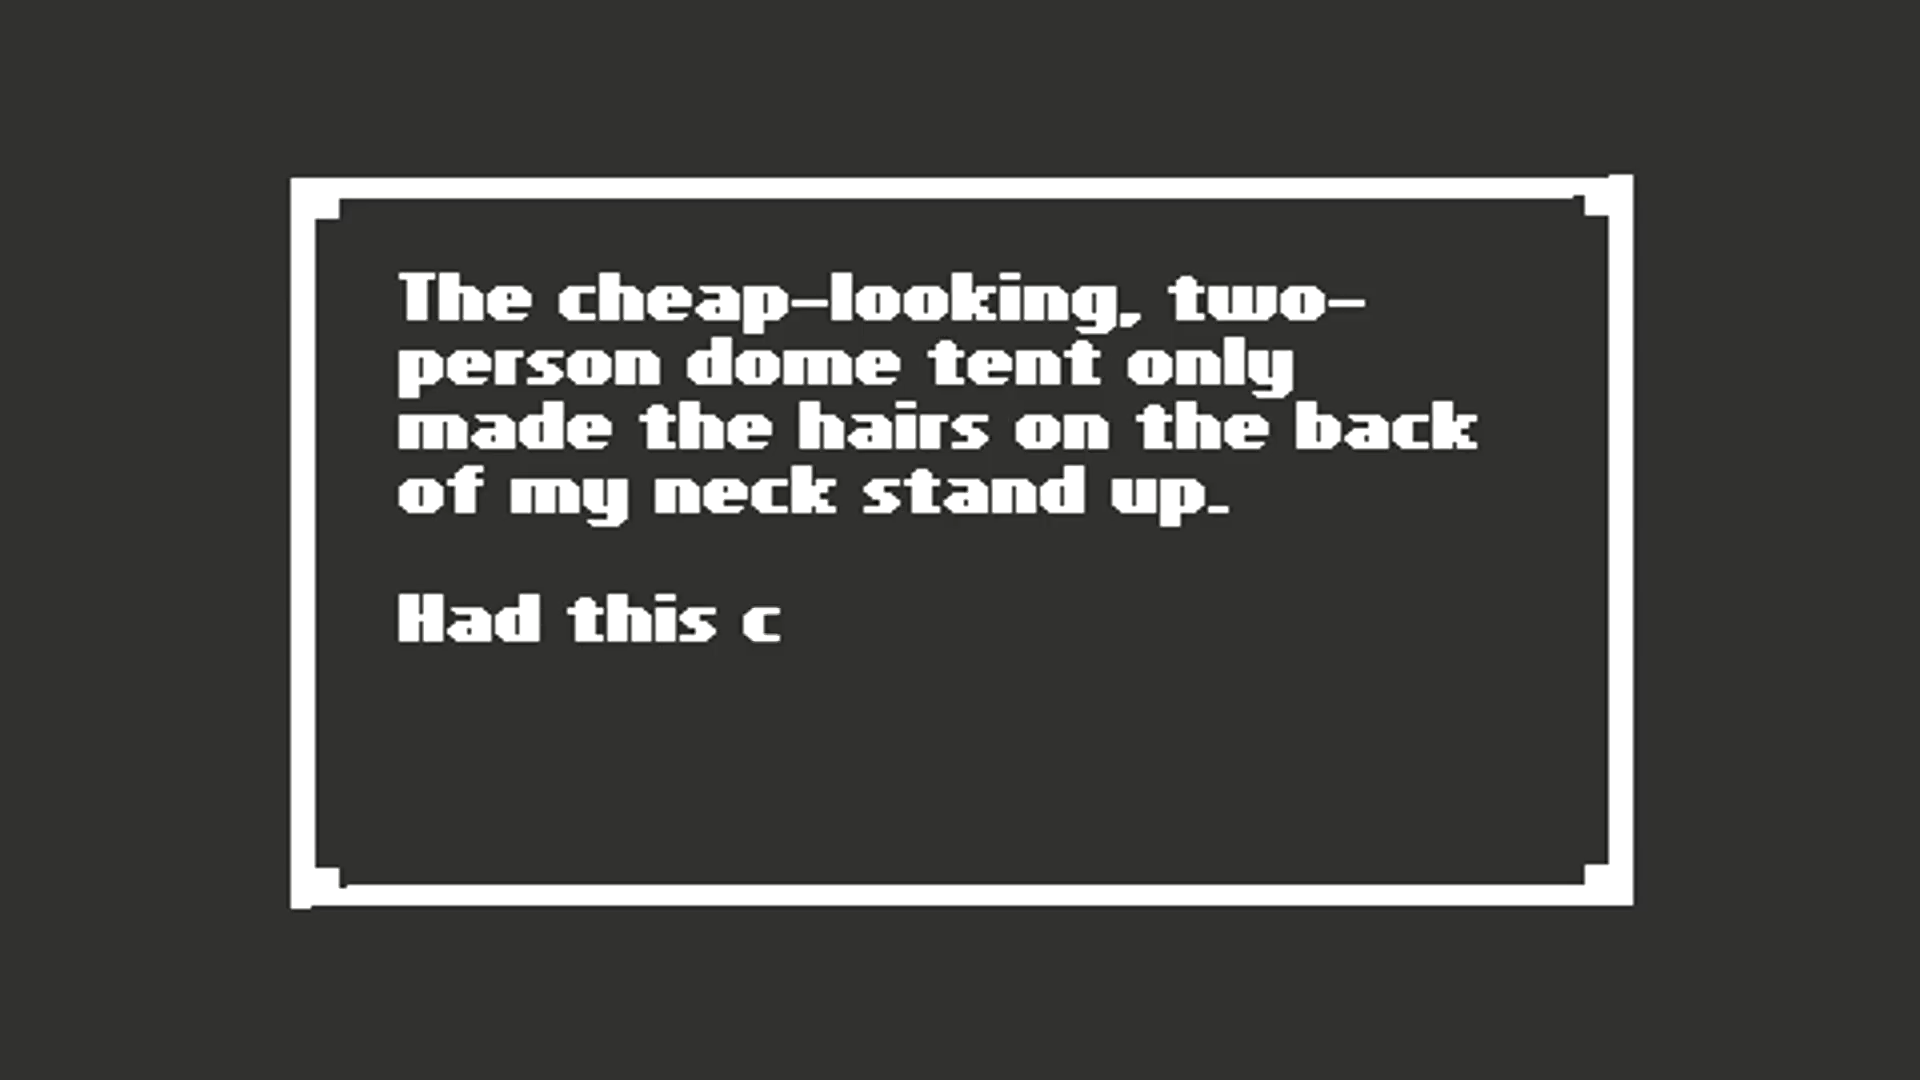 The cheap-looking, two-
person dome tent only
made the hairs on the back
of my neck stand up.
Had this c